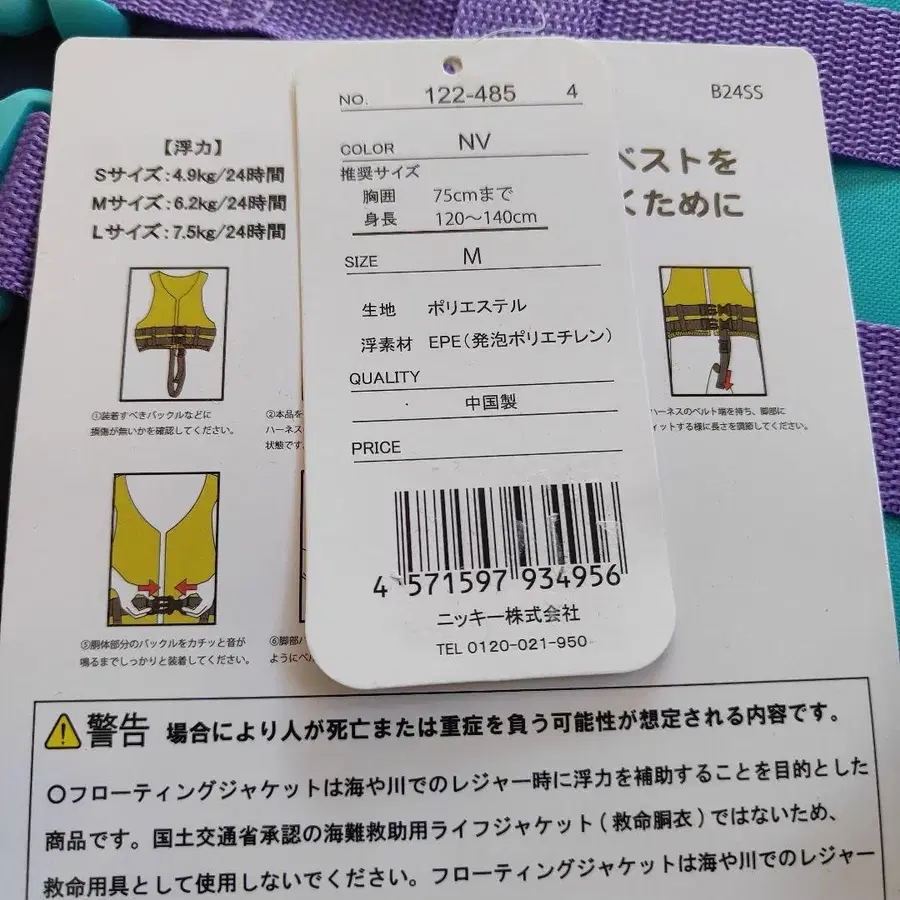 NO. 122-485 4
COLOR NV
推奨サイズ
胸囲 75cmまで
身長 120〜140cm
SIZE M
生地 ポリエステル
浮素材 EPE(発泡ポリエチレン)
QUALITY
中国製
PRICE
4 571597 934956
ニッキー株式会社
TEL 0120-021-950
B24SS
【浮力】
Sサイズ:4.9kg/24時間
Mサイズ:6.2kg/24時間
Lサイズ:7.5kg/24時間
ベストを
くために
①装着すべきバックルなどに
損傷が無いかを確認してください。
②本品を
ハーネス
状態です
ハーネスのベルト端を持ち、脚部に
ィットする様に長さを調節してください。
⑤胴体部分のバックルをカチッと音が
鳴るまでしっかりと装着してください。
⑥脚部
ようにベル
警告 場合により人が死亡または重症を負う可能性が想定される内容です。
○フローティングジャケットは海や川でのレジャー時に浮力を補助することを目的とした
商品です。国土交通省承認の海難救助用ライフジャケット(救命胴衣)ではないため、
救命用具として使用しないでください。フローティングジャケットは海や川でのレジャー